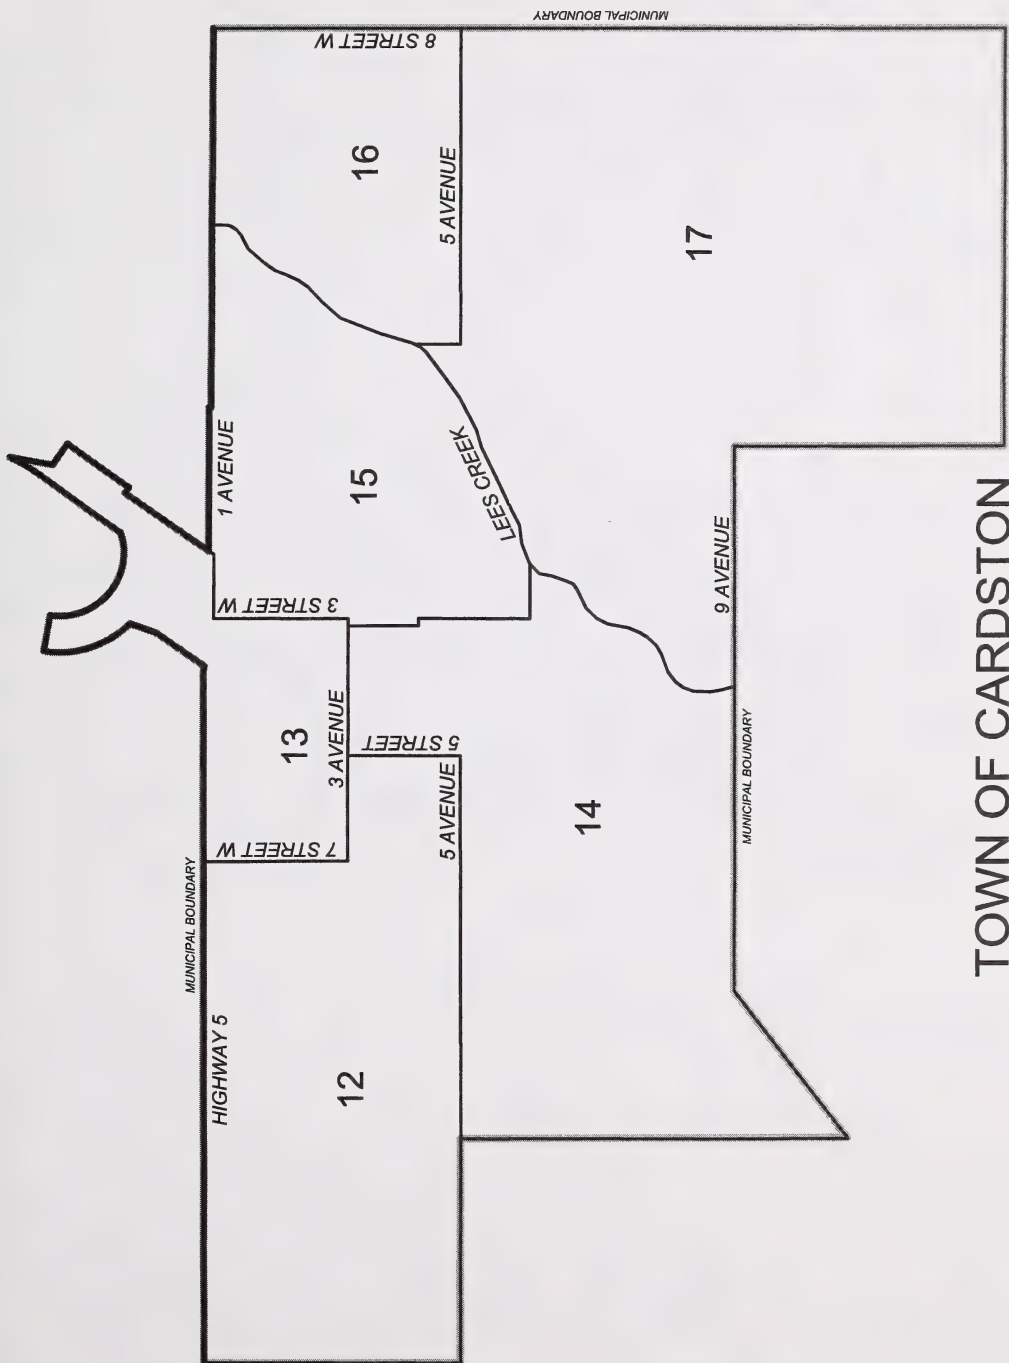 MUNICIPAL BOUNDARY
HIGHWAY 5
1 AVENUE
7 STREET W
13
3 STREET W
3 AVENUE
12
15
16
8 STREET W
5 STREET
5 AVENUE
5 AVENUE
LEES CREEK
14
MUNICIPAL BOUNDARY
17
9 AVENUE
MUNICIPAL BOUNDARY
TOWN OF CARDSTON